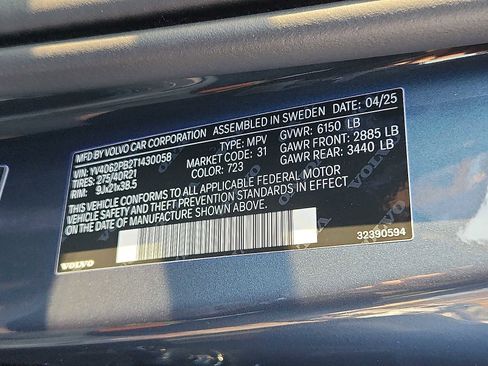 MFD BY VOLVO CAR CORPORATION ASSEMBLED IN SWEDEN DATE: 04/25
VIN: YV4062PB2T1430058 TYPE: MPV GVWR: 6150 LB
TIRES: 275/40R21 MARKET CODE: 31 GAWR FRONT: 2885 LB
RIM: 9Jx21x38.5 COLOR: 723 GAWR REAR: 3440 LB
THIS VEHICLE CONFORMS TO ALL APPLICABLE FEDERAL MOTOR
VEHICLE SAFETY AND THEFT PREVENTION STANDARDS IN EFFECT
ON THE DATE OF MANUFACTURE SHOWN ABOVE.
VOLVO 32390594